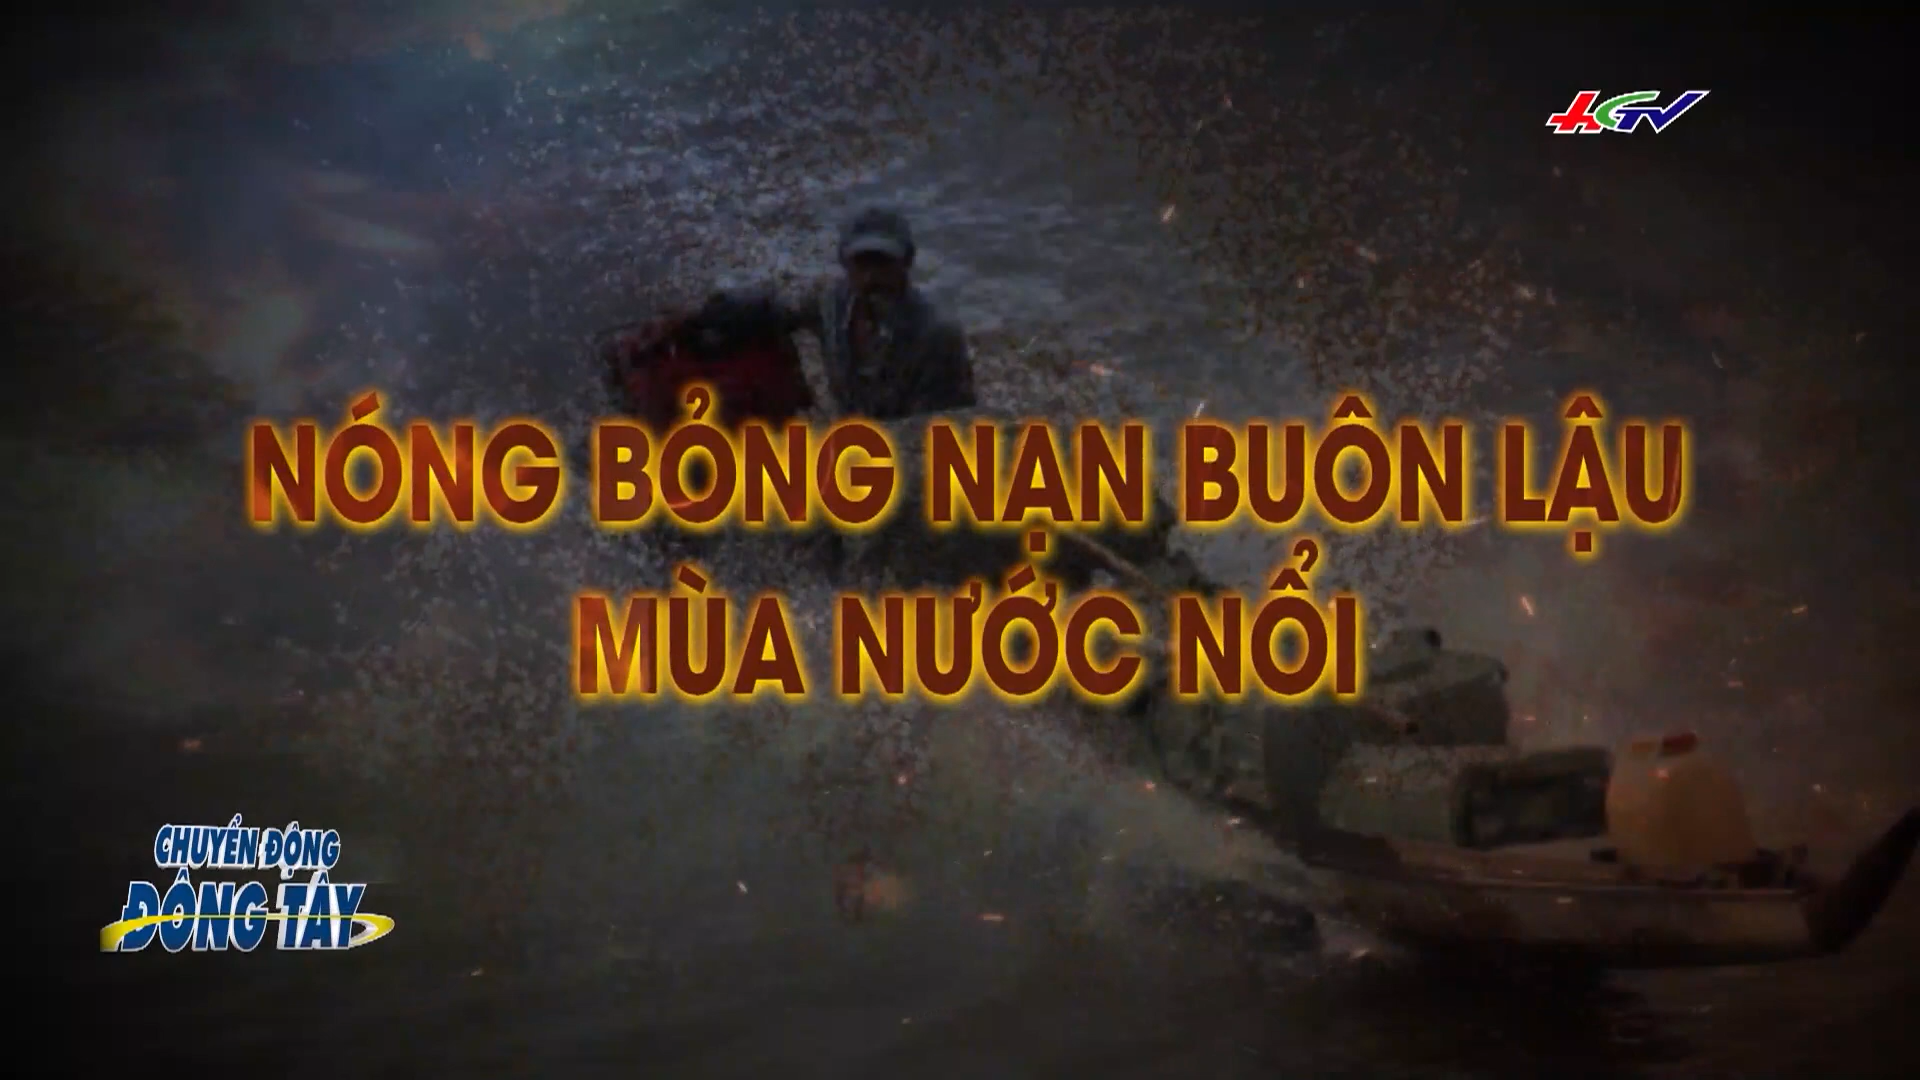 HGTV
NÓNG BỎNG NẠN BUÔN LẬU
MÙA NƯỚC NỔI
CHUYỂN ĐỘNG
ĐÔNG TÂY